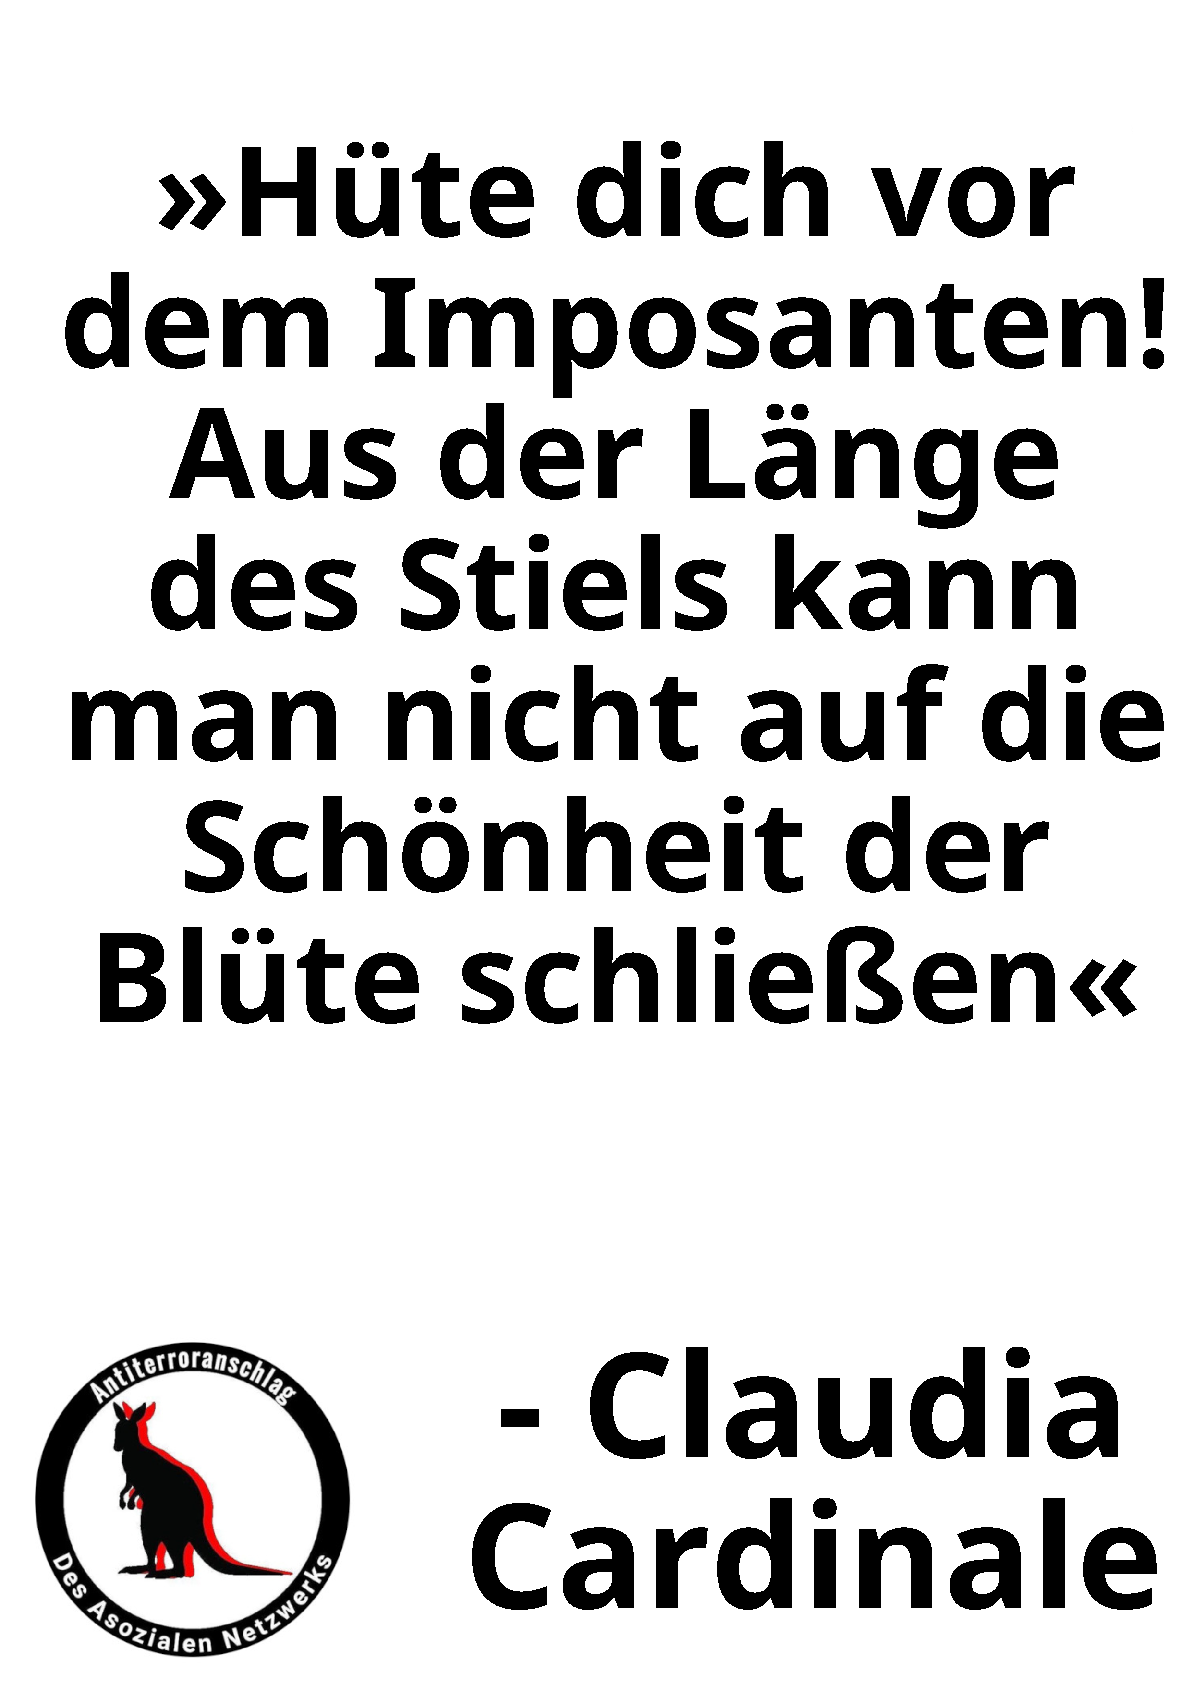 »Hüte dich vor
dem Imposanten!
Aus der Länge
des Stiels kann
man nicht auf die
Schönheit der
Blüte schließen«
Antiterroranschlag
Des Asozialen Netzwerks
- Claudia
Cardinale